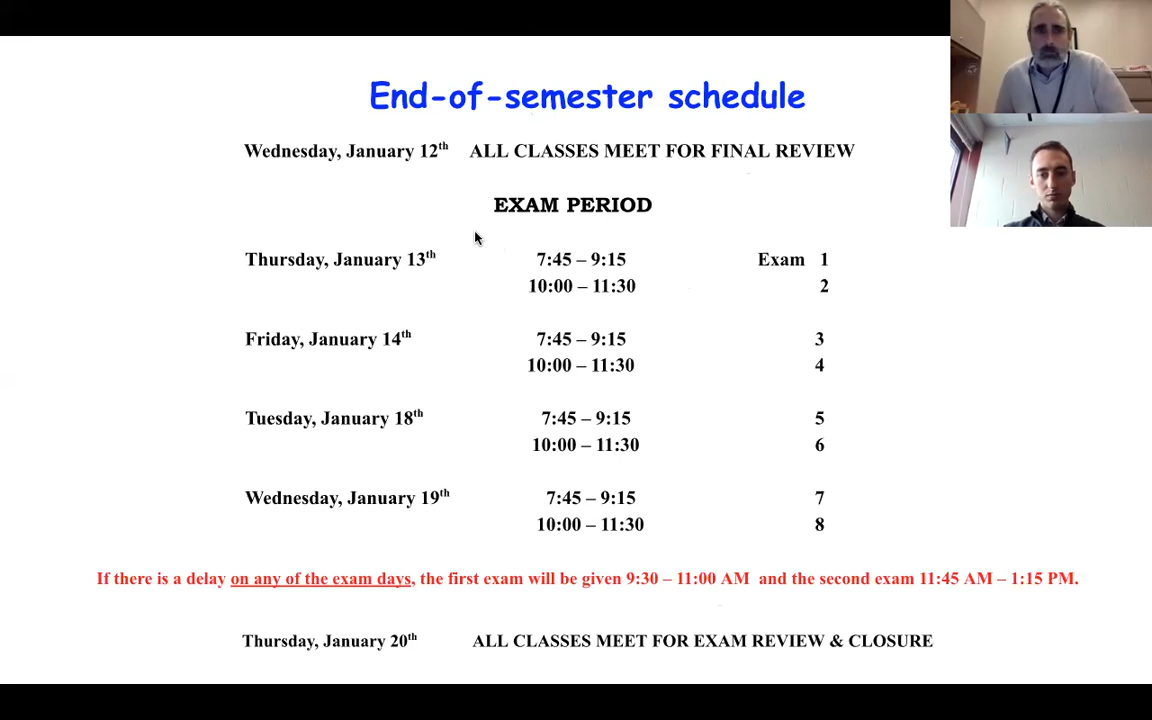 End-of-semester schedule
Wednesday, January 12th ALL CLASSES MEET FOR FINAL REVIEW
EXAM PERIOD
Thursday, January 13th 7:45 – 9:15 Exam 1
10:00 – 11:30 2
Friday, January 14th 7:45 – 9:15 3
10:00 – 11:30 4
Tuesday, January 18th 7:45 – 9:15 5
10:00 – 11:30 6
Wednesday, January 19th 7:45 – 9:15 7
10:00 – 11:30 8
If there is a delay on any of the exam days, the first exam will be given 9:30 – 11:00 AM and the second exam 11:45 AM – 1:15 PM.
Thursday, January 20th ALL CLASSES MEET FOR EXAM REVIEW & CLOSURE